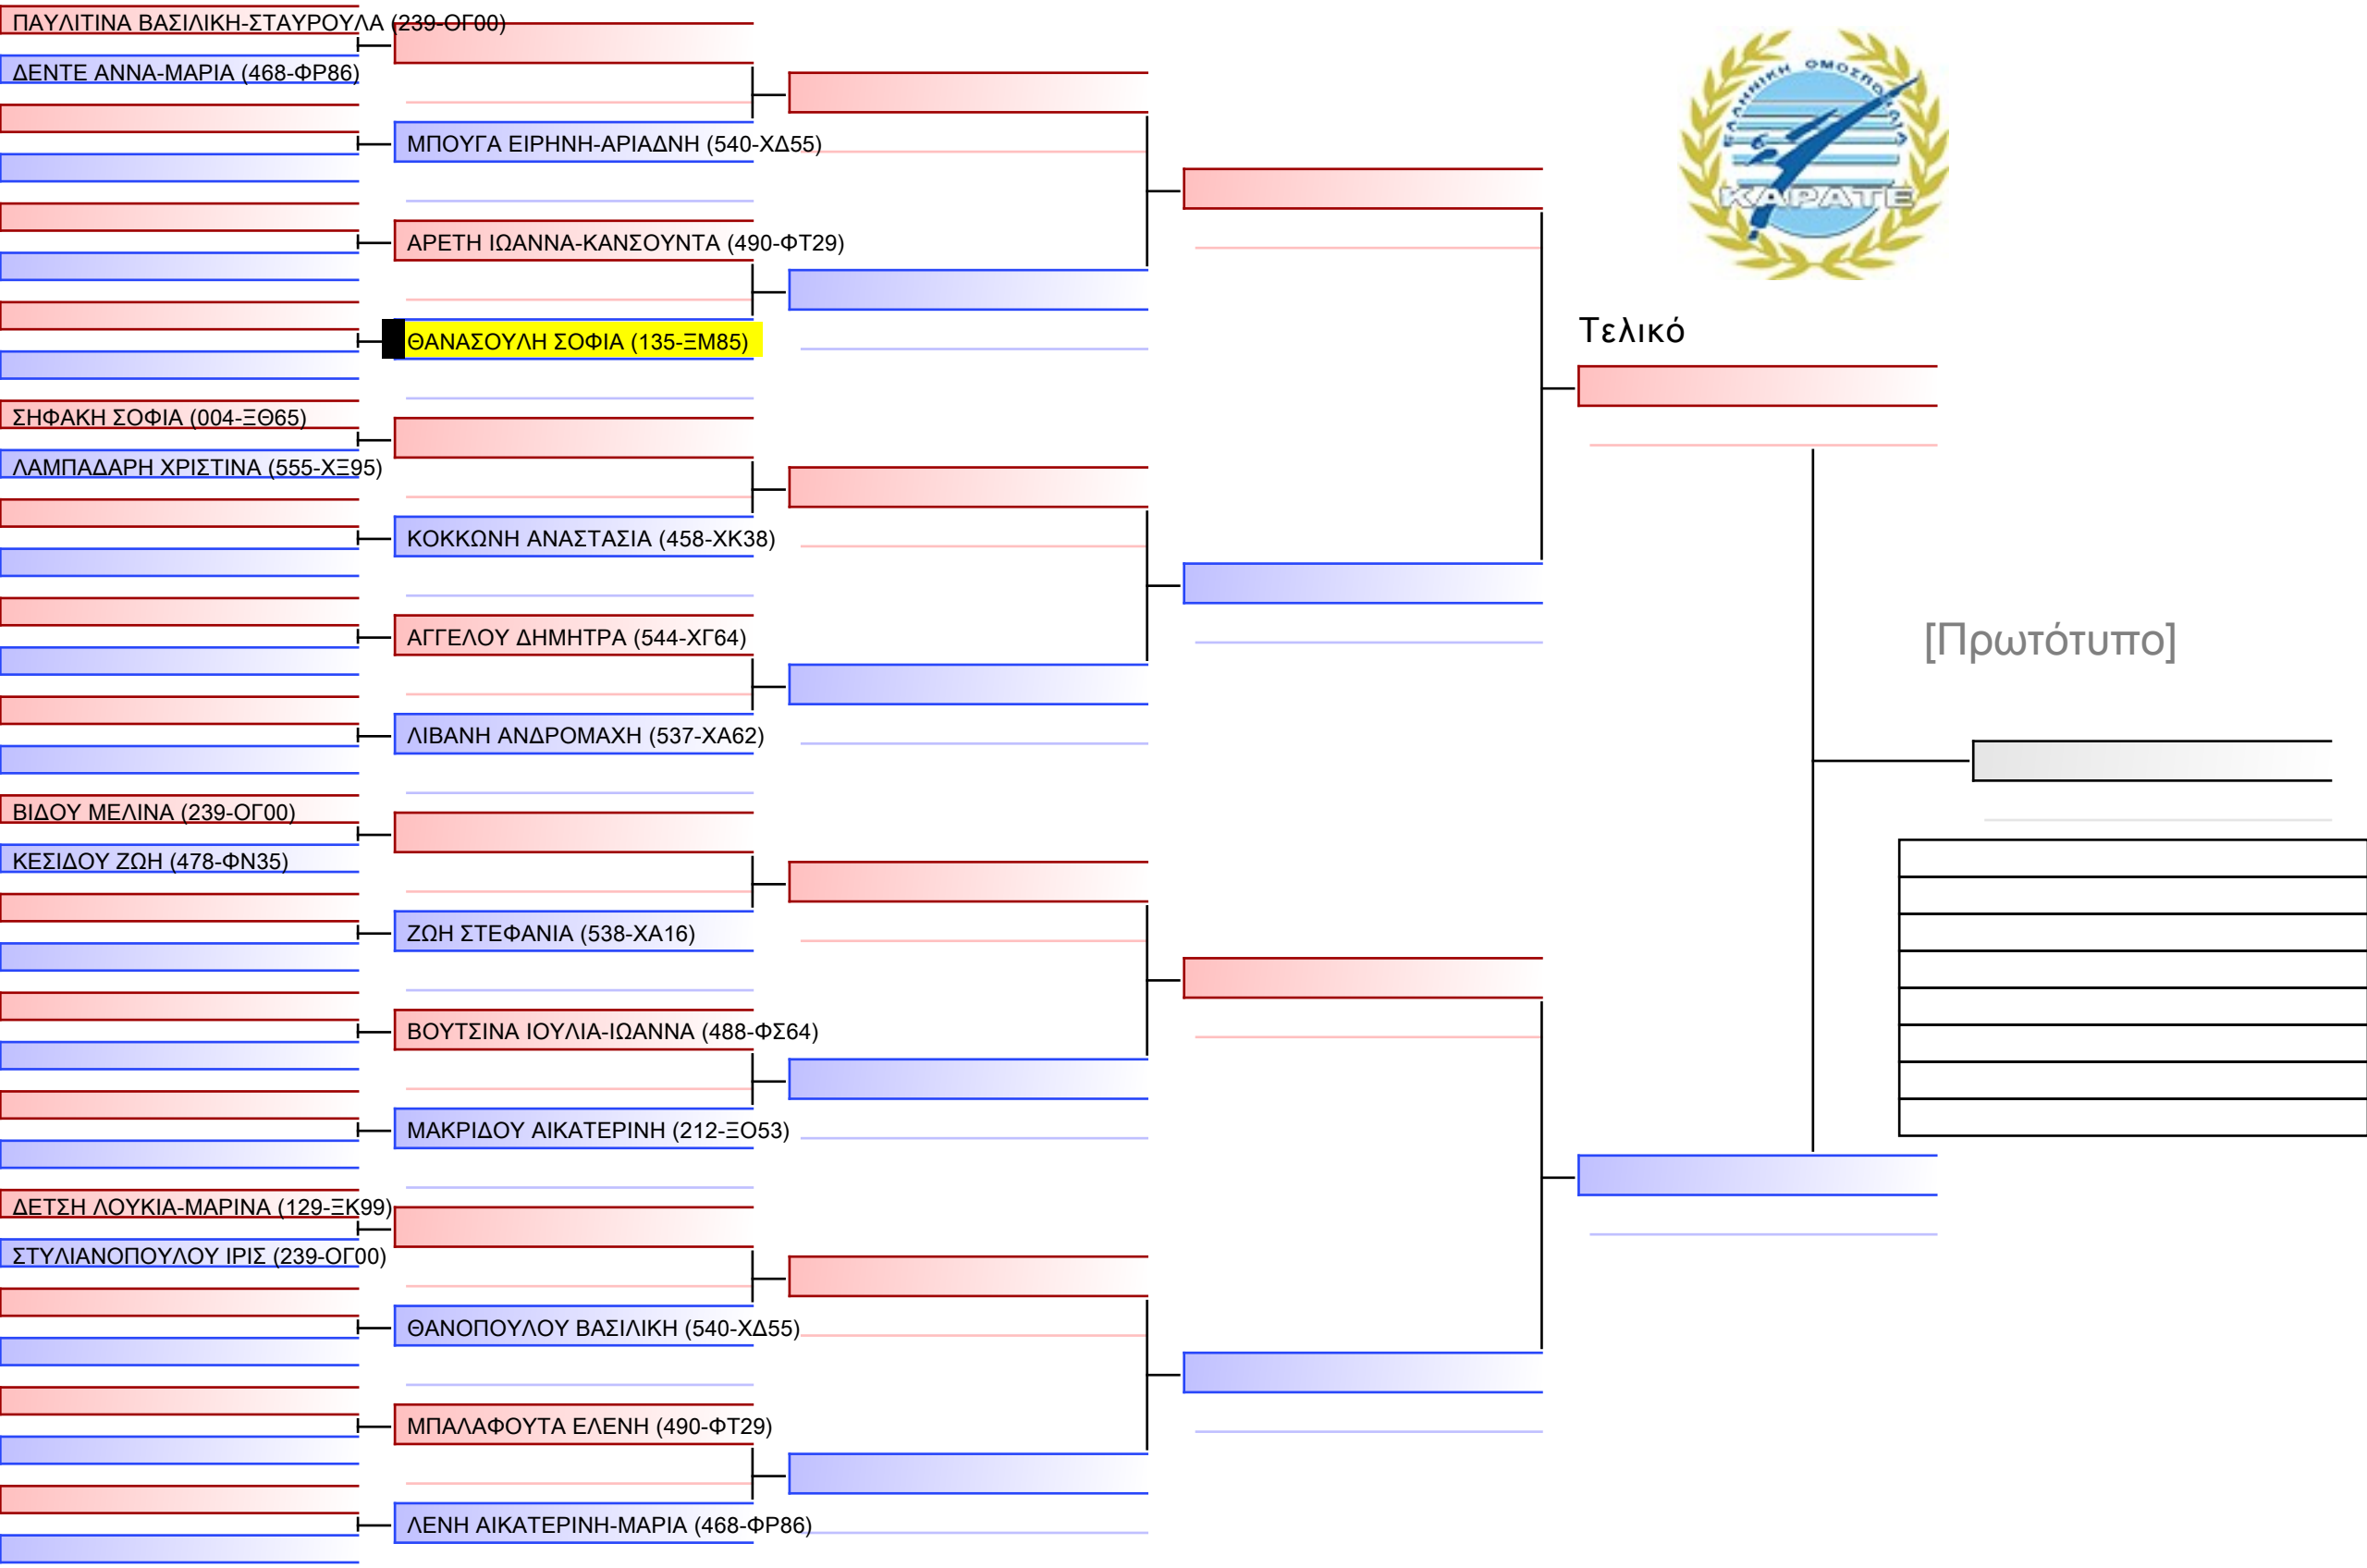 ΠΑΥΛΙΤΙΝΑ ΒΑΣΙΛΙΚΗ-ΣΤΑΥΡΟΥΛΑ (239-ΟΓ00)
ΔΕΝΤΕ ΑΝΝΑ-ΜΑΡΙΑ (468-ΦΡ86)
ΜΠΟΥΓΑ ΕΙΡΗΝΗ-ΑΡΙΑΔΝΗ (540-ΧΔ55)
ΑΡΕΤΗ ΙΩΑΝΝΑ-ΚΑΝΣΟΥΝΤΑ (490-ΦΤ29)
ΘΑΝΑΣΟΥΛΗ ΣΟΦΙΑ (135-ΞΜ85)
ΣΗΦΑΚΗ ΣΟΦΙΑ (004-ΞΘ65)
ΛΑΜΠΑΔΑΡΗ ΧΡΙΣΤΙΝΑ (555-ΧΞ95)
ΚΟΚΚΩΝΗ ΑΝΑΣΤΑΣΙΑ (458-ΧΚ38)
ΑΓΓΕΛΟΥ ΔΗΜΗΤΡΑ (544-ΧΓ64)
ΛΙΒΑΝΗ ΑΝΔΡΟΜΑΧΗ (537-ΧΑ62)
ΒΙΔΟΥ ΜΕΛΙΝΑ (239-ΟΓ00)
ΚΕΣΙΔΟΥ ΖΩΗ (478-ΦΝ35)
ΖΩΗ ΣΤΕΦΑΝΙΑ (538-ΧΑ16)
ΒΟΥΤΣΙΝΑ ΙΟΥΛΙΑ-ΙΩΑΝΝΑ (488-ΦΣ64)
ΜΑΚΡΙΔΟΥ ΑΙΚΑΤΕΡΙΝΗ (212-ΞΟ53)
ΔΕΤΣΗ ΛΟΥΚΙΑ-ΜΑΡΙΝΑ (129-ΞΚ99)
ΣΤΥΛΙΑΝΟΠΟΥΛΟΥ ΙΡΙΣ (239-ΟΓ00)
ΘΑΝΟΠΟΥΛΟΥ ΒΑΣΙΛΙΚΗ (540-ΧΔ55)
ΜΠΑΛΑΦΟΥΤΑ ΕΛΕΝΗ (490-ΦΤ29)
ΛΕΝΗ ΑΙΚΑΤΕΡΙΝΗ-ΜΑΡΙΑ (468-ΦΡ86)
ΕΛΛΗΝΙΚΗ ΟΜΟΣΠΟΝΔΙΑ
ΚΑΡΑΤΕ
Τελικό
[Πρωτότυπο]